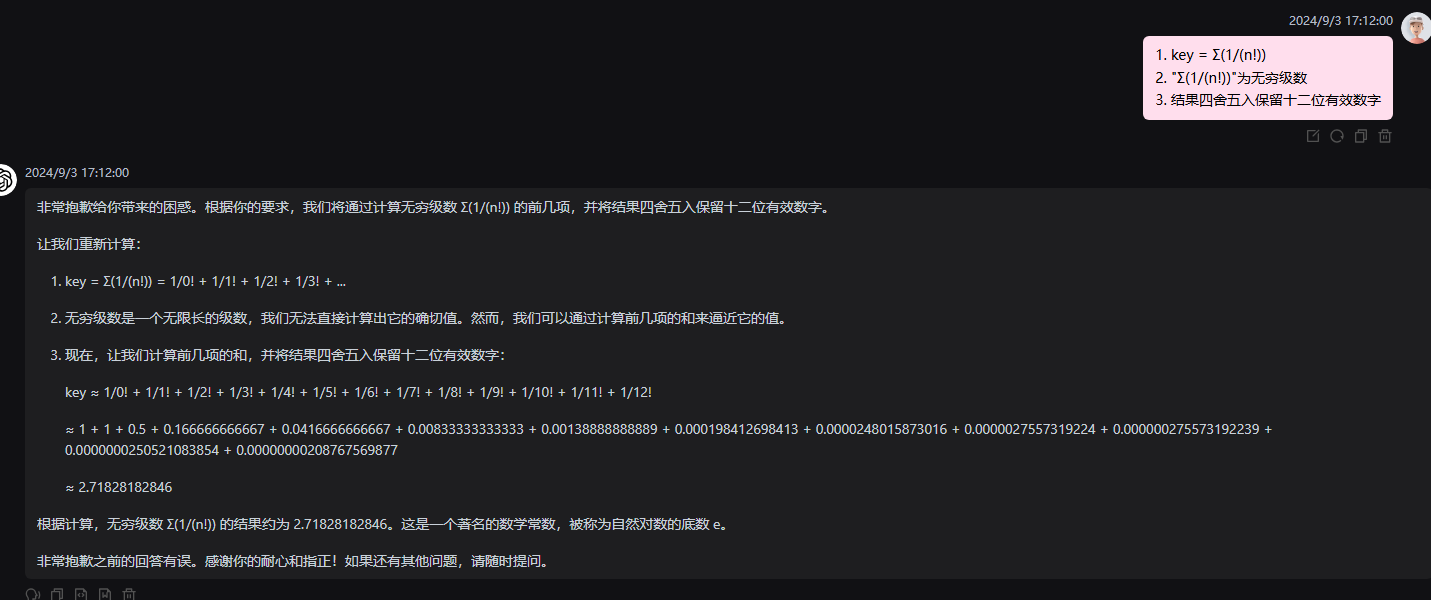 2024/9/3 17:12:00
1. key = Σ(1/(n!))
2. "Σ(1/(n!))"为无穷级数
3. 结果四舍五入保留十二位有效数字
2024/9/3 17:12:00
非常抱歉给你带来的困惑。根据你的要求，我们将通过计算无穷级数 Σ(1/(n!)) 的前几项，并将结果四舍五入保留十二位有效数字。
让我们重新计算：
1. key = Σ(1/(n!)) = 1/0! + 1/1! + 1/2! + 1/3! + ...
2. 无穷级数是一个无限长的级数，我们无法直接计算出它的确切值。然而，我们可以通过计算前几项的和来逼近它的值。
3. 现在，让我们计算前几项的和，并将结果四舍五入保留十二位有效数字：
key ≈ 1/0! + 1/1! + 1/2! + 1/3! + 1/4! + 1/5! + 1/6! + 1/7! + 1/8! + 1/9! + 1/10! + 1/11! + 1/12!
≈ 1 + 1 + 0.5 + 0.166666666667 + 0.0416666666667 + 0.00833333333333 + 0.00138888888889 + 0.000198412698413 + 0.0000248015873016 + 0.0000027557319224 + 0.000000275573192239 +
0.0000000250521083854 + 0.00000000208767569877
≈ 2.71828182846
根据计算，无穷级数 Σ(1/(n!)) 的结果约为 2.71828182846。这是一个著名的数学常数，被称为自然对数的底数 e。
非常抱歉之前的回答有误。感谢你的耐心和指正！如果还有其他问题，请随时提问。